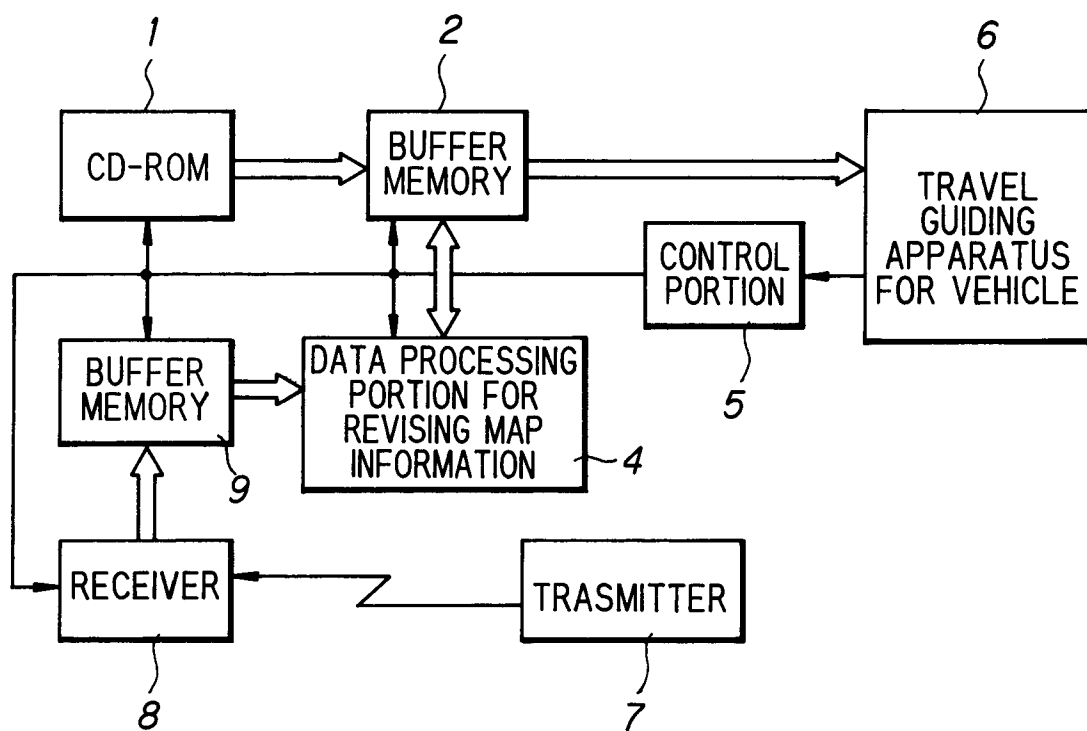 1
2
6
CD-ROM
BUFFER
MEMORY
TRAVEL
GUIDING
APPARATUS
FOR VEHICLE
CONTROL
PORTION
5
BUFFER
MEMORY
9
DATA PROCESSING
PORTION FOR
REVISING MAP
INFORMATION
4
RECEIVER
8
TRASMITTER
7